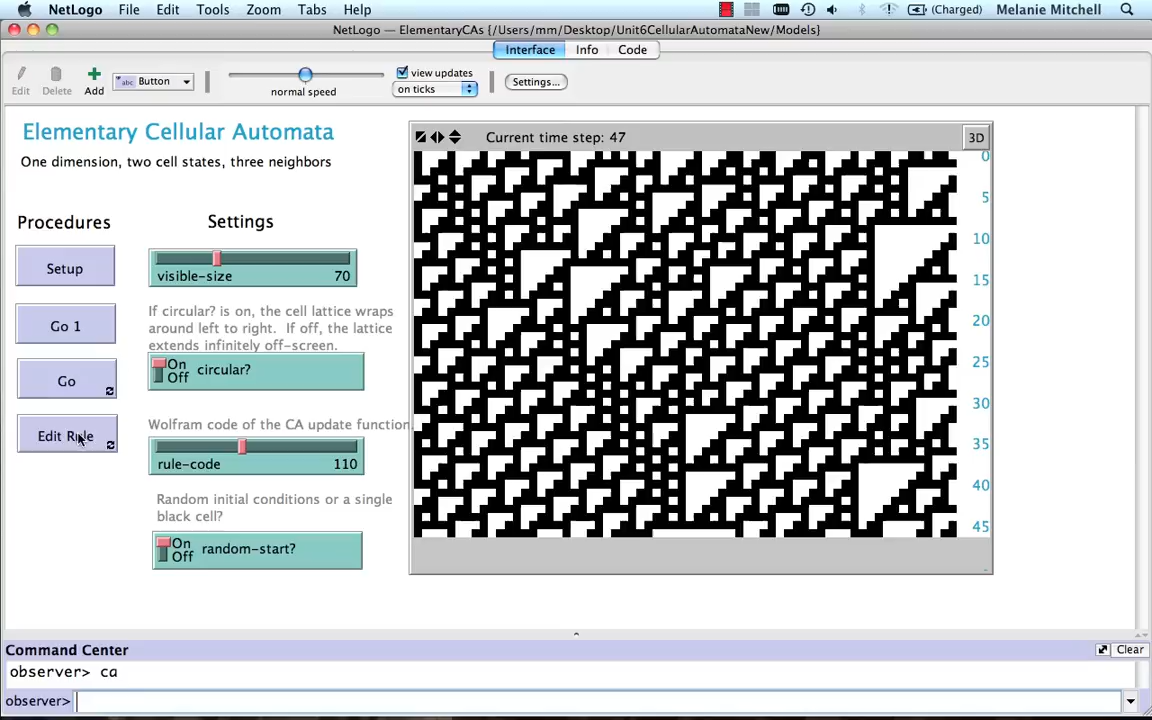 NetLogo File Edit Tools Zoom Tabs Help (Charged) Melanie Mitchell
NetLogo — ElementaryCAs {/Users/mm/Desktop/Unit6CellularAutomataNew/Models}
Interface Info Code
Edit Delete Add abc Button normal speed view updates on ticks Settings...
Elementary Cellular Automata
One dimension, two cell states, three neighbors
Current time step: 47 3D
Procedures Settings
Setup
visible-size 70
If circular? is on, the cell lattice wraps
around left to right. If off, the lattice
extends infinitely off-screen.
Go 1
On
Off
circular?
Go
Wolfram code of the CA update function.
Edit Rule
rule-code 110
Random initial conditions or a single
black cell?
On
Off
random-start?
0
5
10
15
20
25
30
35
40
45
Command Center Clear
observer> ca
observer>